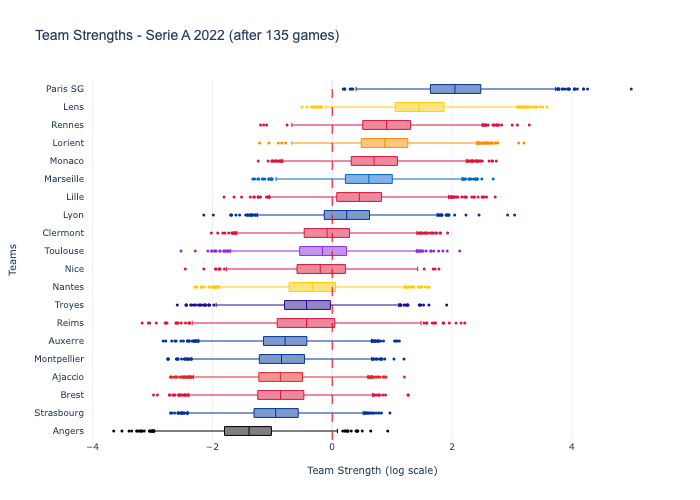 Team Strengths - Serie A 2022 (after 135 games)
Paris SG
Lens
Rennes
Lorient
Monaco
Marseille
Lille
Lyon
Clermont
Toulouse
Nice
Nantes
Troyes
Reims
Auxerre
Montpellier
Ajaccio
Brest
Strasbourg
Angers
Teams
−4 −2 0 2 4
Team Strength (log scale)